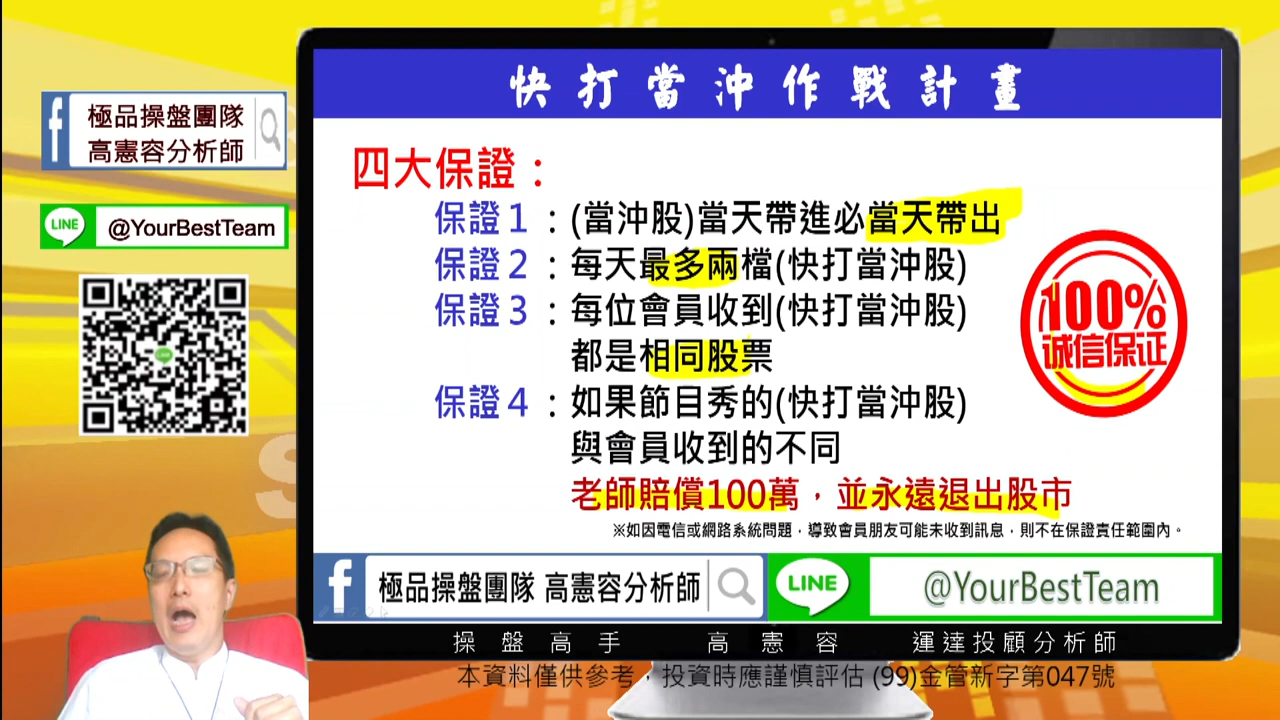 極品操盤團隊
高憲容分析師
LINE
@YourBestTeam
LINE
快打當沖作戰計畫
四大保證：
保證1：(當沖股)當天帶進必當天帶出
保證2：每天最多兩檔(快打當沖股)
保證3：每位會員收到(快打當沖股)
都是相同股票
保證4：如果節目秀的(快打當沖股)
與會員收到的不同
老師賠償100萬，並永遠退出股市
※如因電信或網路系統問題，導致會員朋友可能未收到訊息，則不在保證責任範圍內。
100%
诚信保证
極品操盤團隊 高憲容分析師
LINE
@YourBestTeam
操盤高手 高憲容 運達投顧分析師
本資料僅供參考，投資時應謹慎評估 (99)金管新字第047號